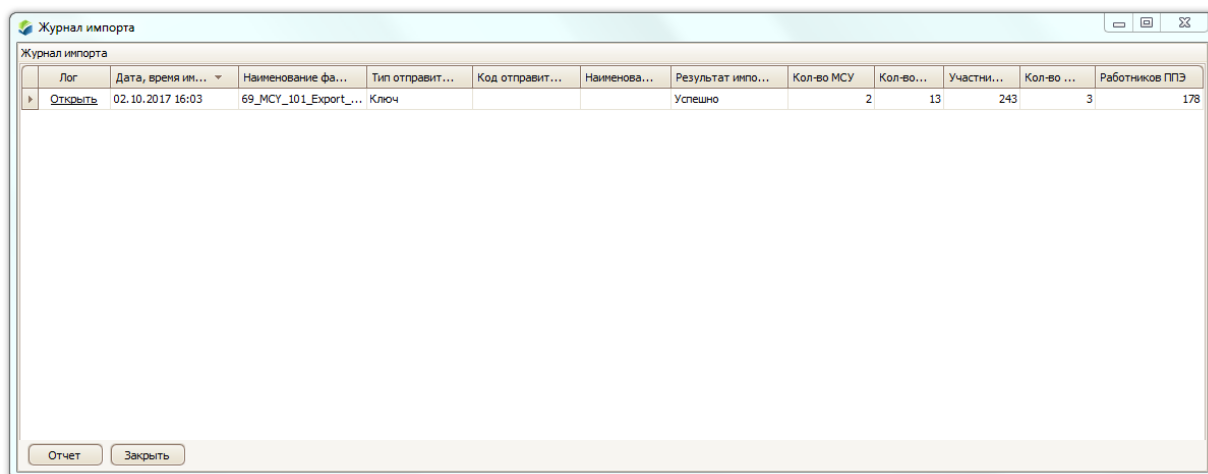 Журнал импорта
Журнал импорта
Лог Дата, время им... Наименование фа... Тип отправит... Код отправит... Наименова... Результат импо... Кол-во МСУ Кол-во... Участни... Кол-во ... Работников ППЭ
Открыть 02.10.2017 16:03 69_МСУ_101_Export_... Ключ Успешно 2 13 243 3 178
Отчет Закрыть